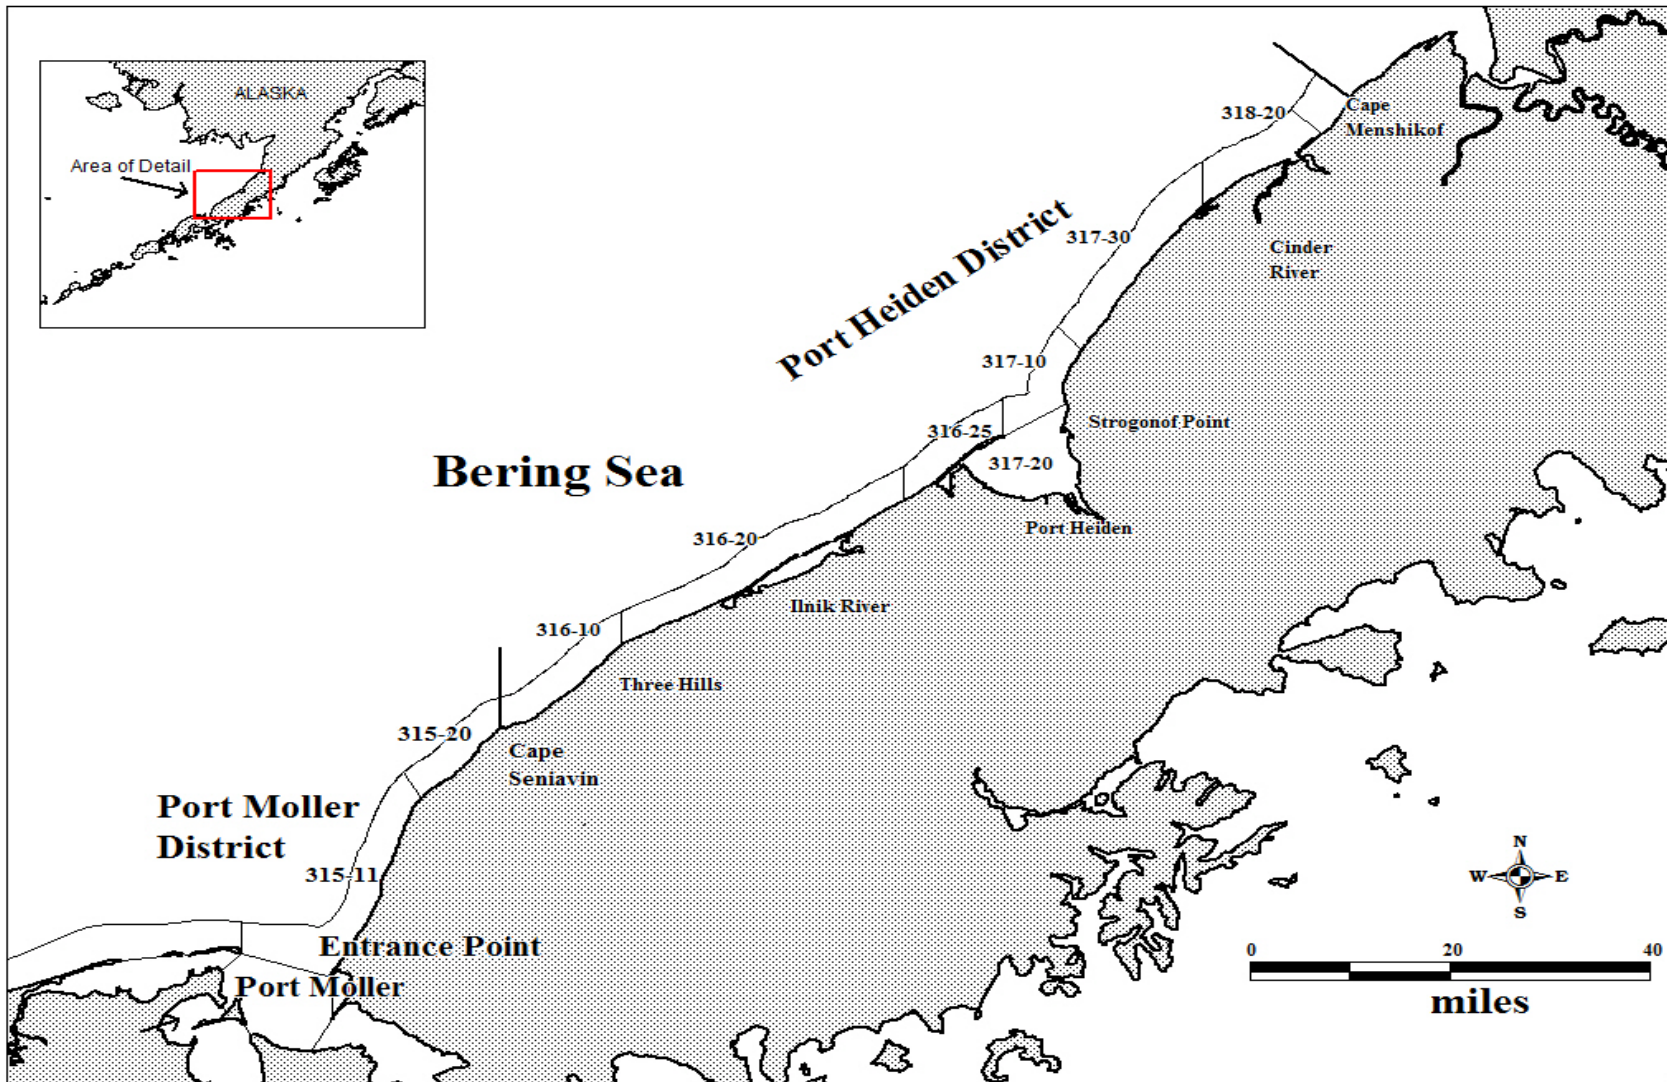 ALASKA
Area of Detail
318-20
Cape
Menshikof
Port Heiden District
317-30
Cinder
River
317-10
Strogonof Point
316-25
317-20
Bering Sea
Port Heiden
316-20
Ilnik River
316-10
Three Hills
315-20
Cape
Seniavin
Port Moller
District
315-11
N
W E
S
Entrance Point
Port Moller
0 20 40
miles